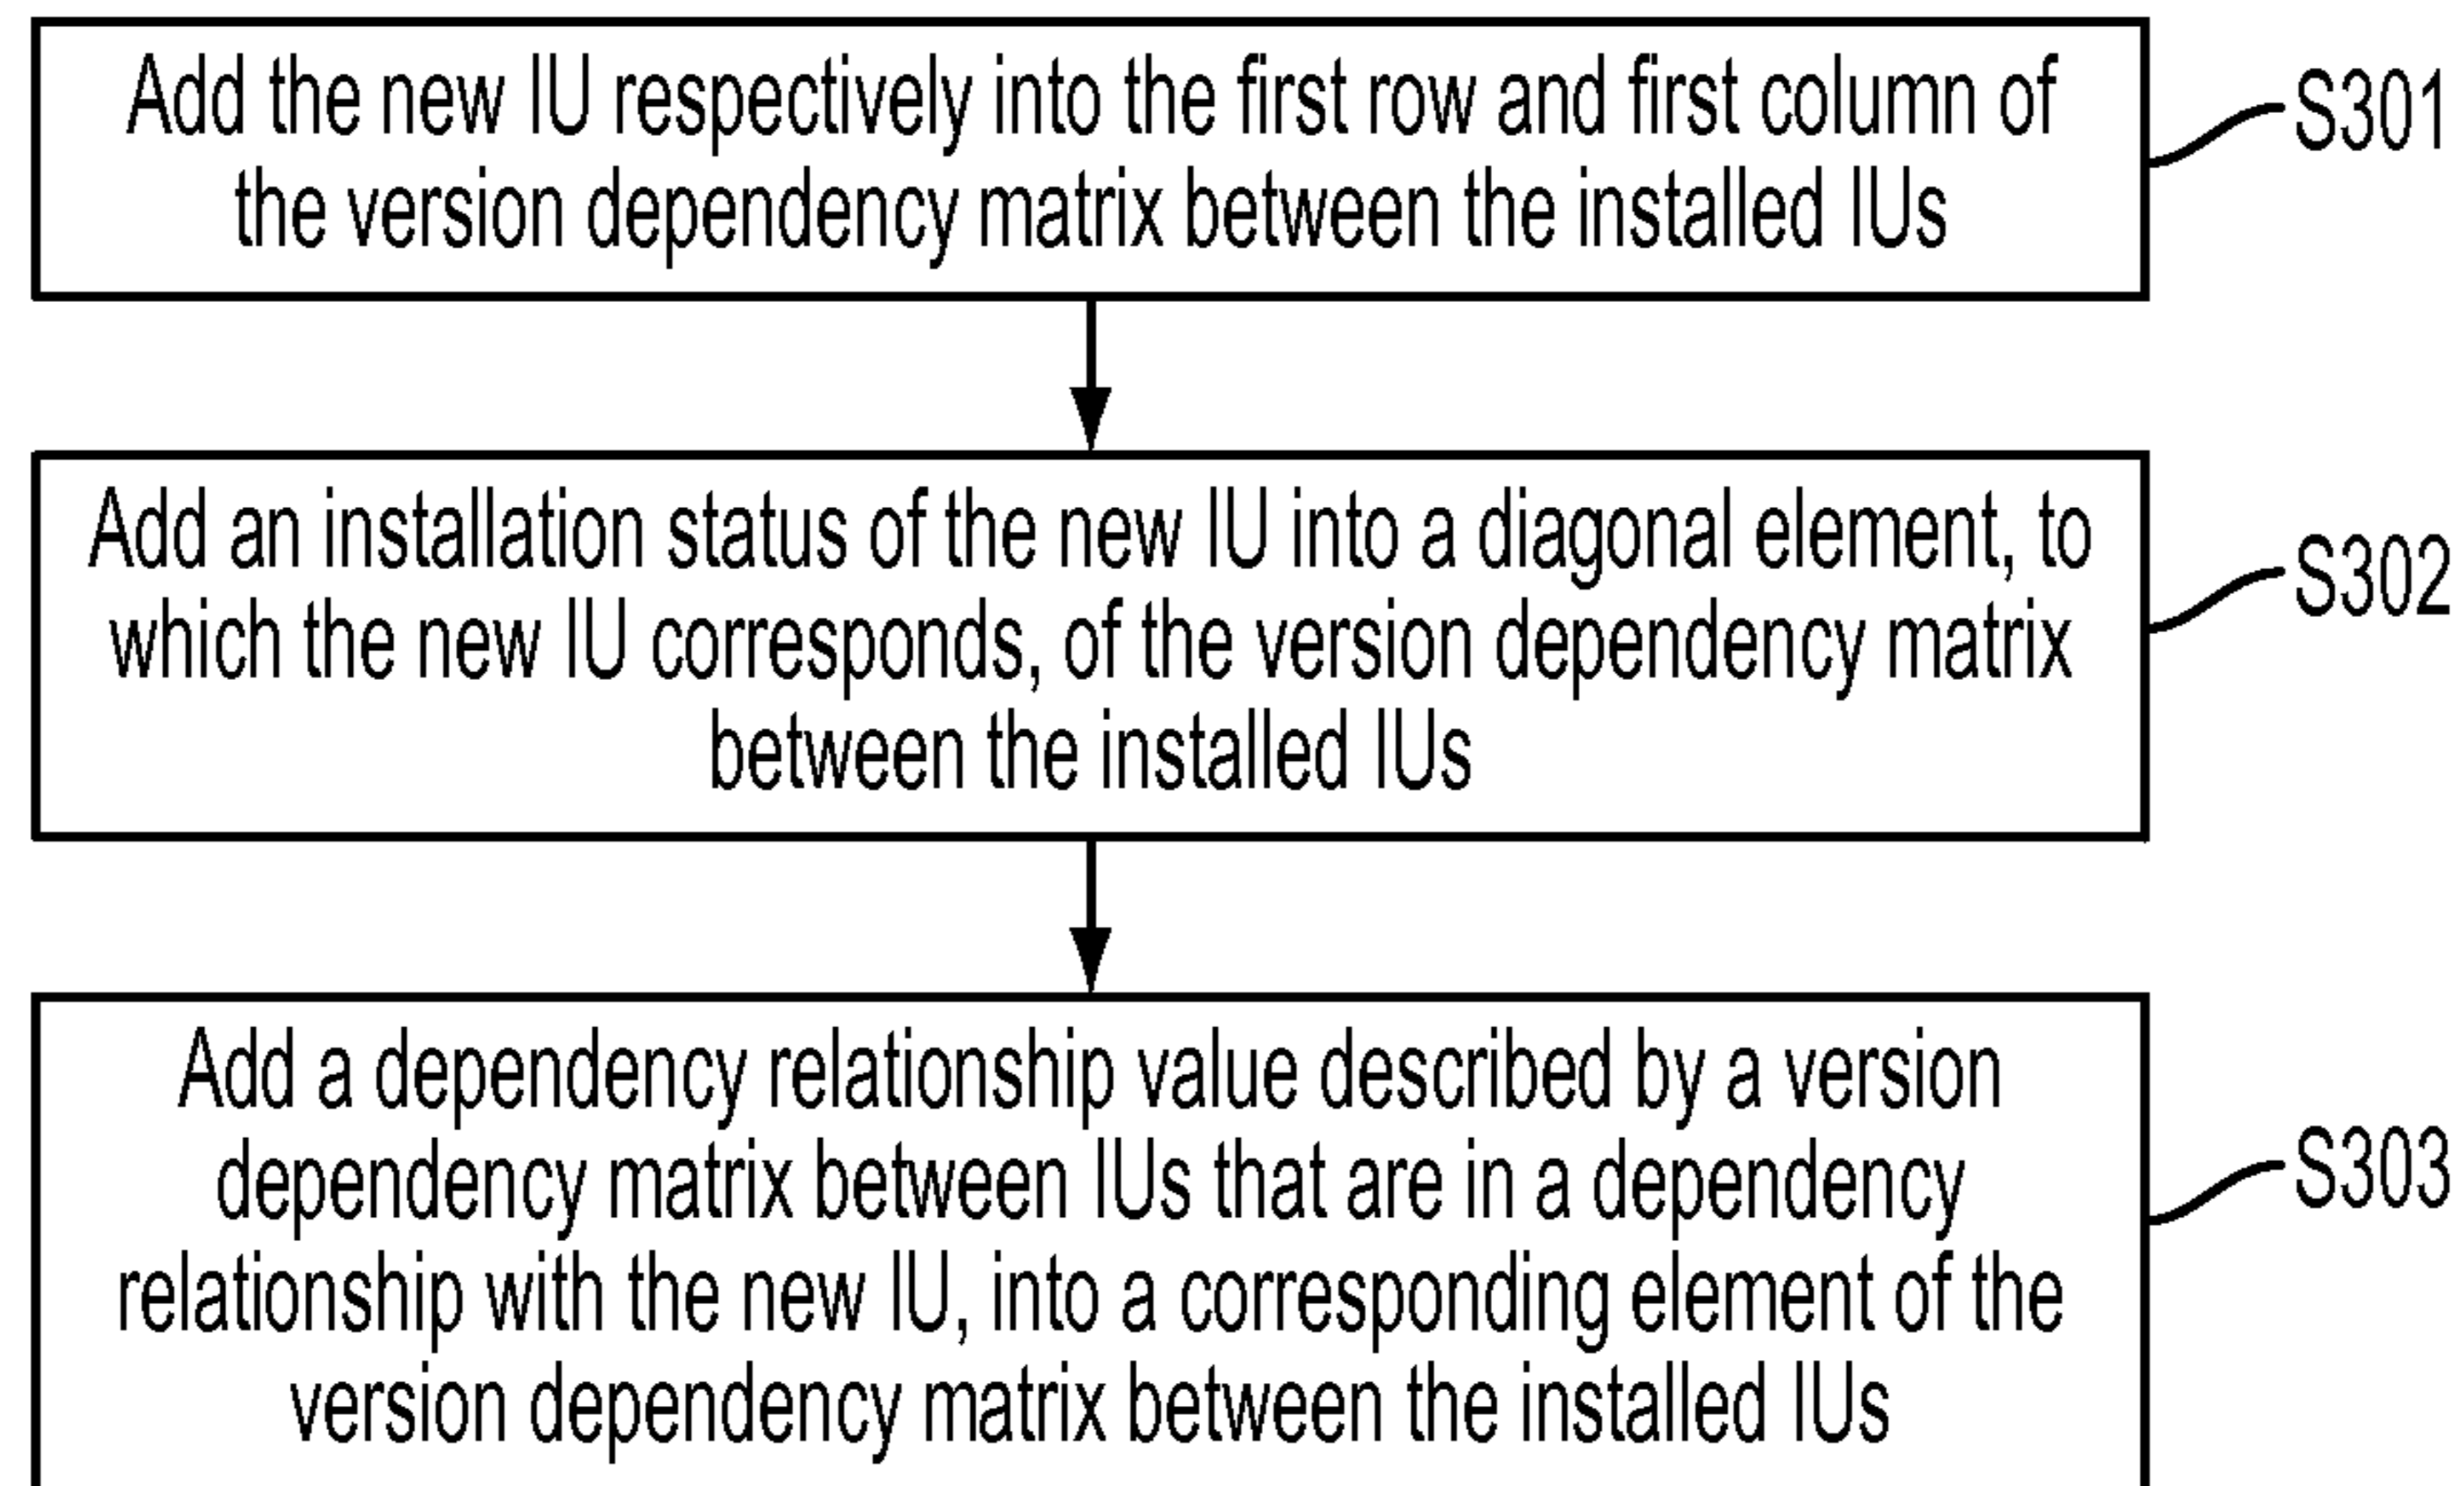 Add the new IU respectively into the first row and first column of
the version dependency matrix between the installed IUs
S301
Add an installation status of the new IU into a diagonal element, to
which the new IU corresponds, of the version dependency matrix
between the installed IUs
S302
Add a dependency relationship value described by a version
dependency matrix between IUs that are in a dependency
relationship with the new IU, into a corresponding element of the
version dependency matrix between the installed IUs
S303